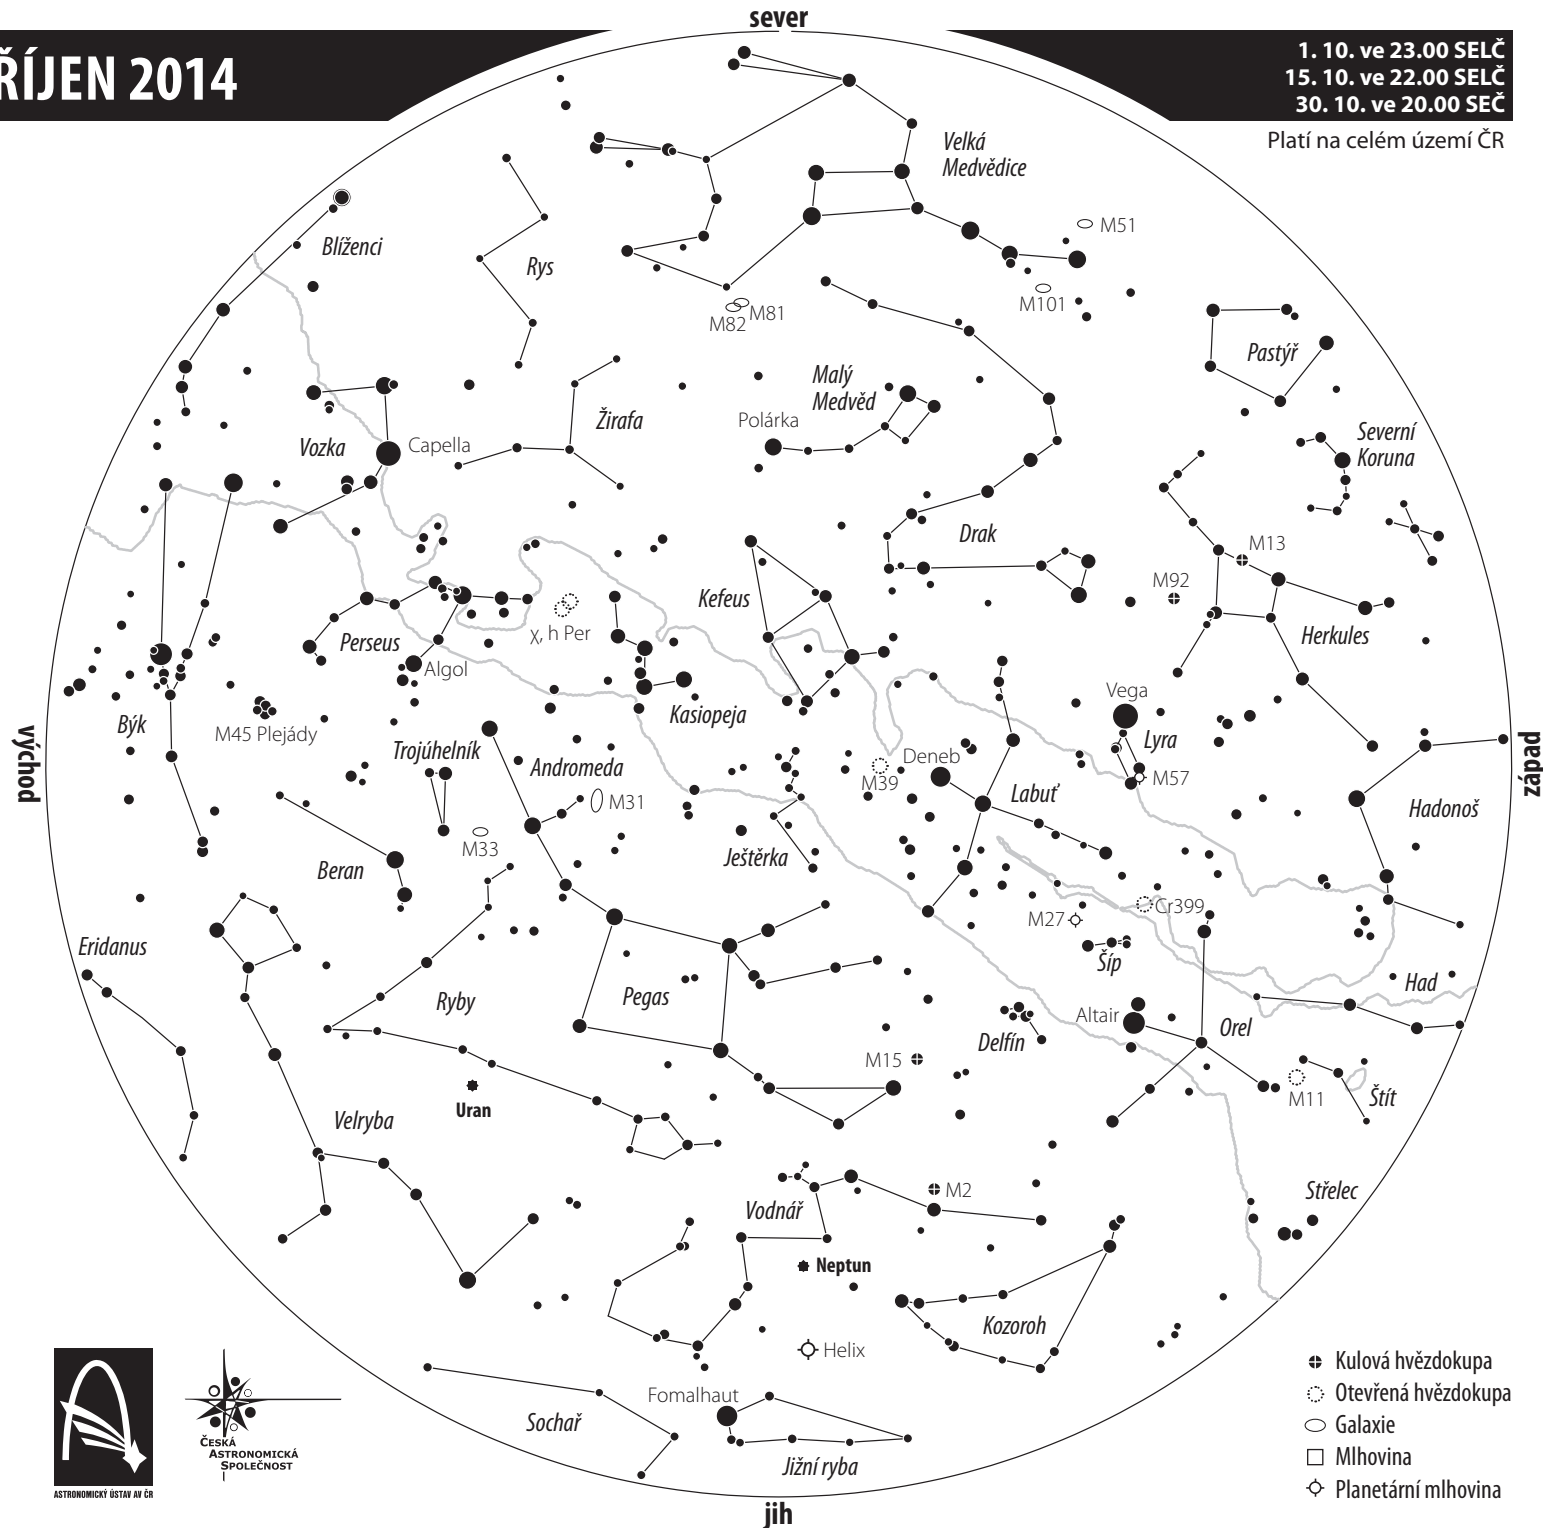 sever
ŘÍJEN 2014
1. 10. ve 23.00 SELČ
15. 10. ve 22.00 SELČ
30. 10. ve 20.00 SEČ
Platí na celém území ČR
Velká
Medvědice
M51
Blíženci
Rys
M101
M81
M82
Pastýř
Malý
Medvěd
Žirafa
Polárka
Vozka
Capella
Severní
Koruna
Drak
M13
M92
Kefeus
χ, h Per
Perseus
Herkules
Algol
Kasiopeja
Vega
Býk
M45 Plejády
Lyra
východ
západ
Trojúhelník
Andromeda
Deneb
M39
M57
Labuť
M31
Hadonoš
M33
Ještěrka
Beran
M27
Cr399
Eridanus
Šíp
Ryby
Pegas
Had
Altair
Orel
Delfín
M15
Uran
M11
Štít
Velryba
M2
Střelec
Vodnář
Neptun
Kozoroh
Helix
Fomalhaut
Sochař
Jižní ryba
Kulová hvězdokupa
Otevřená hvězdokupa
Galaxie
Mlhovina
Planetární mlhovina
ČESKÁ
ASTRONOMICKÁ
SPOLEČNOST
ASTRONOMICKÝ ÚSTAV AV ČR
jih